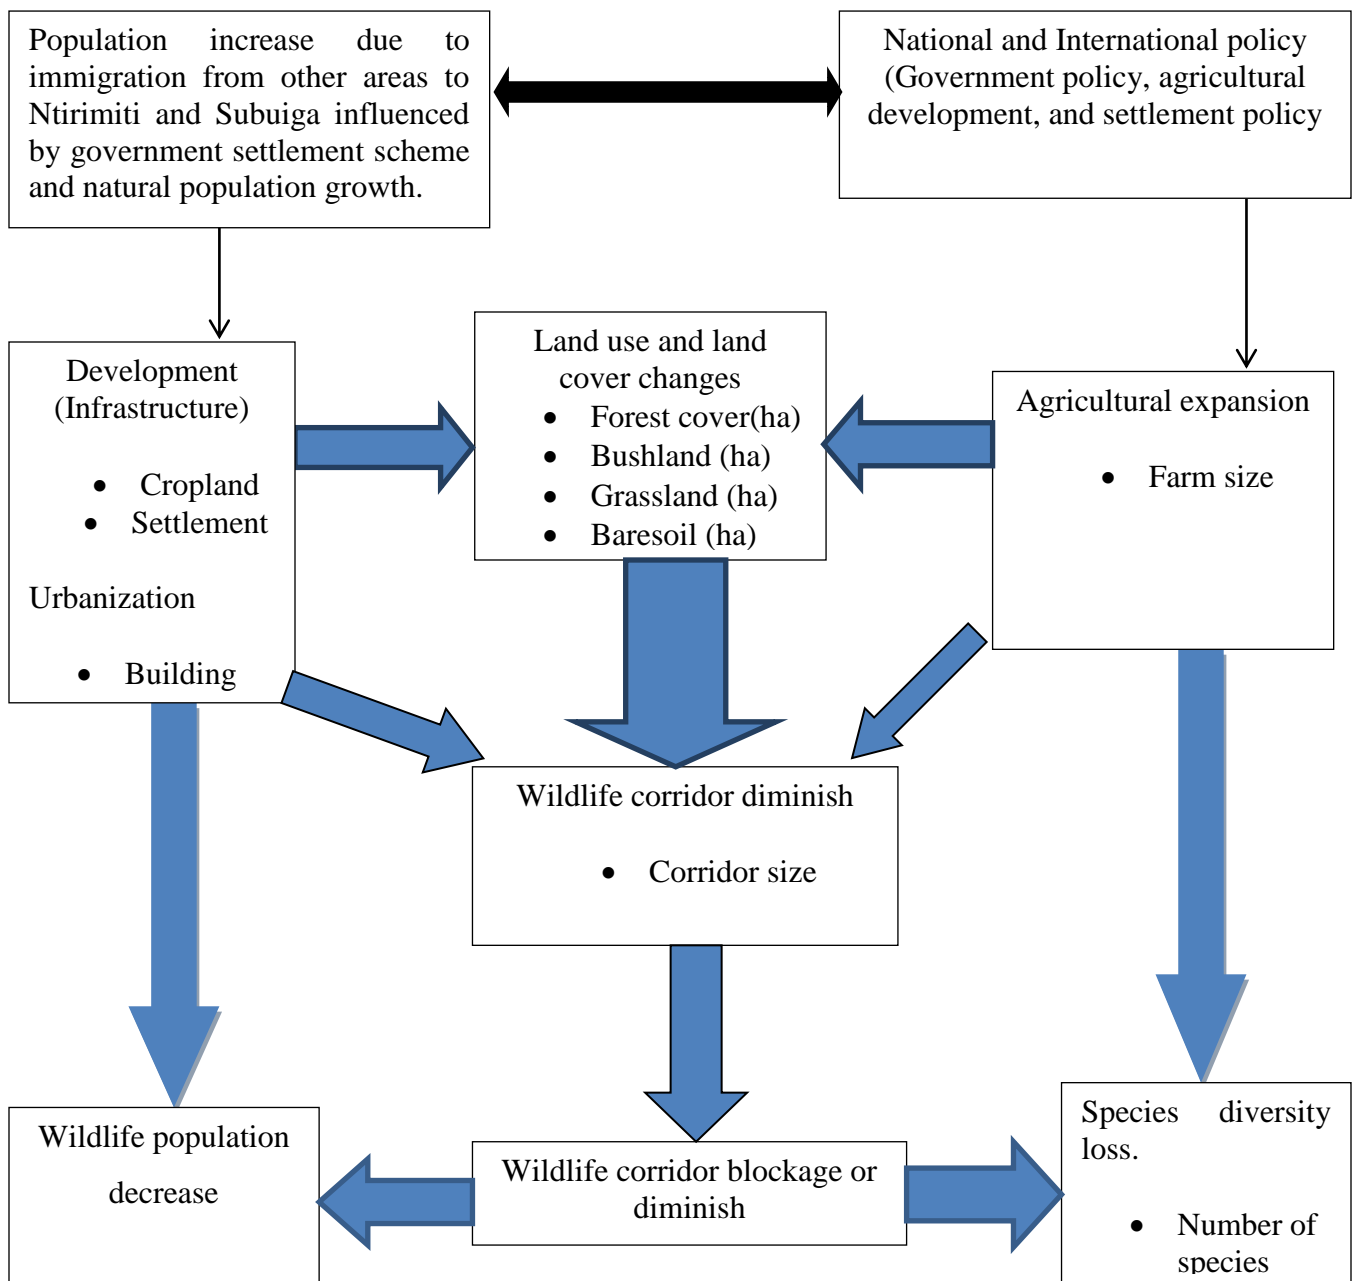 Population increase due to
immigration from other areas to
Ntirimiti and Subuiga influenced
by government settlement scheme
and natural population growth.
National and International policy
(Government policy, agricultural
development, and settlement policy
Development
(Infrastructure)
• Cropland
• Settlement
Urbanization
• Building
Land use and land
cover changes
• Forest cover(ha)
• Bushland (ha)
• Grassland (ha)
• Baresoil (ha)
Agricultural expansion
• Farm size
Wildlife corridor diminish
• Corridor size
Wildlife population
decrease
Wildlife corridor blockage or
diminish
Species diversity
loss.
• Number of
species